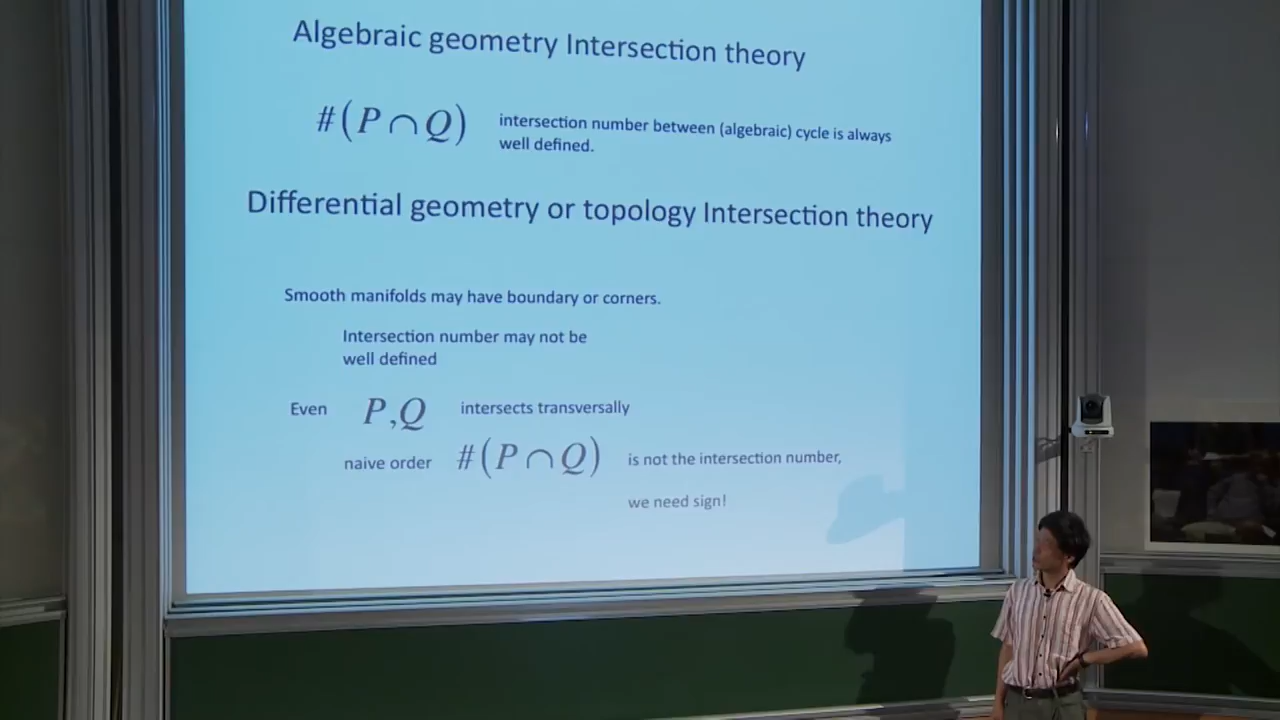 Algebraic geometry Intersection theory
#(P∩Q) intersection number between (algebraic) cycle is always
well defined.
Differential geometry or topology Intersection theory
Smooth manifolds may have boundary or corners.
Intersection number may not be
well defined
Even P,Q intersects transversally
naive order #(P∩Q) is not the intersection number,
we need sign!